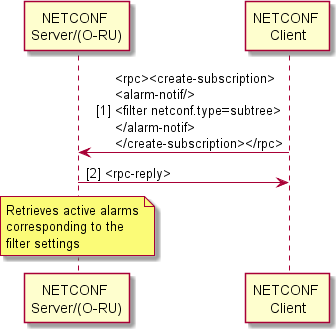 NETCONF
Server/(O-RU)
NETCONF
Client
<rpc><create-subscription>
<alarm-notif/>
[1] <filter netconf.type=subtree>
</alarm-notif>
</create-subscription></rpc>
[2] <rpc-reply>
Retrieves active alarms
corresponding to the
filter settings
NETCONF
Server/(O-RU)
NETCONF
Client